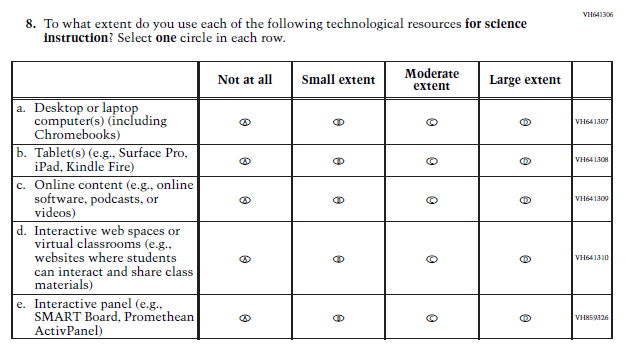 8. To what extent do you use each of the following technological resources for science
VH641306
instruction? Select one circle in each row.
Not at all Small extent Moderate extent Large extent
a. Desktop or laptop
computer(s) (including
Chromebooks)
A B C D VH641307
b. Tablet(s) (e.g., Surface Pro,
iPad, Kindle Fire)
A B C D VH641308
c. Online content (e.g., online
software, podcasts, or
videos)
A B C D VH641309
d. Interactive web spaces or
virtual classrooms (e.g.,
websites where students
can interact and share class
materials)
A B C D VH641310
e. Interactive panel (e.g.,
SMART Board, Promethean
ActivPanel)
A B C D VH859326